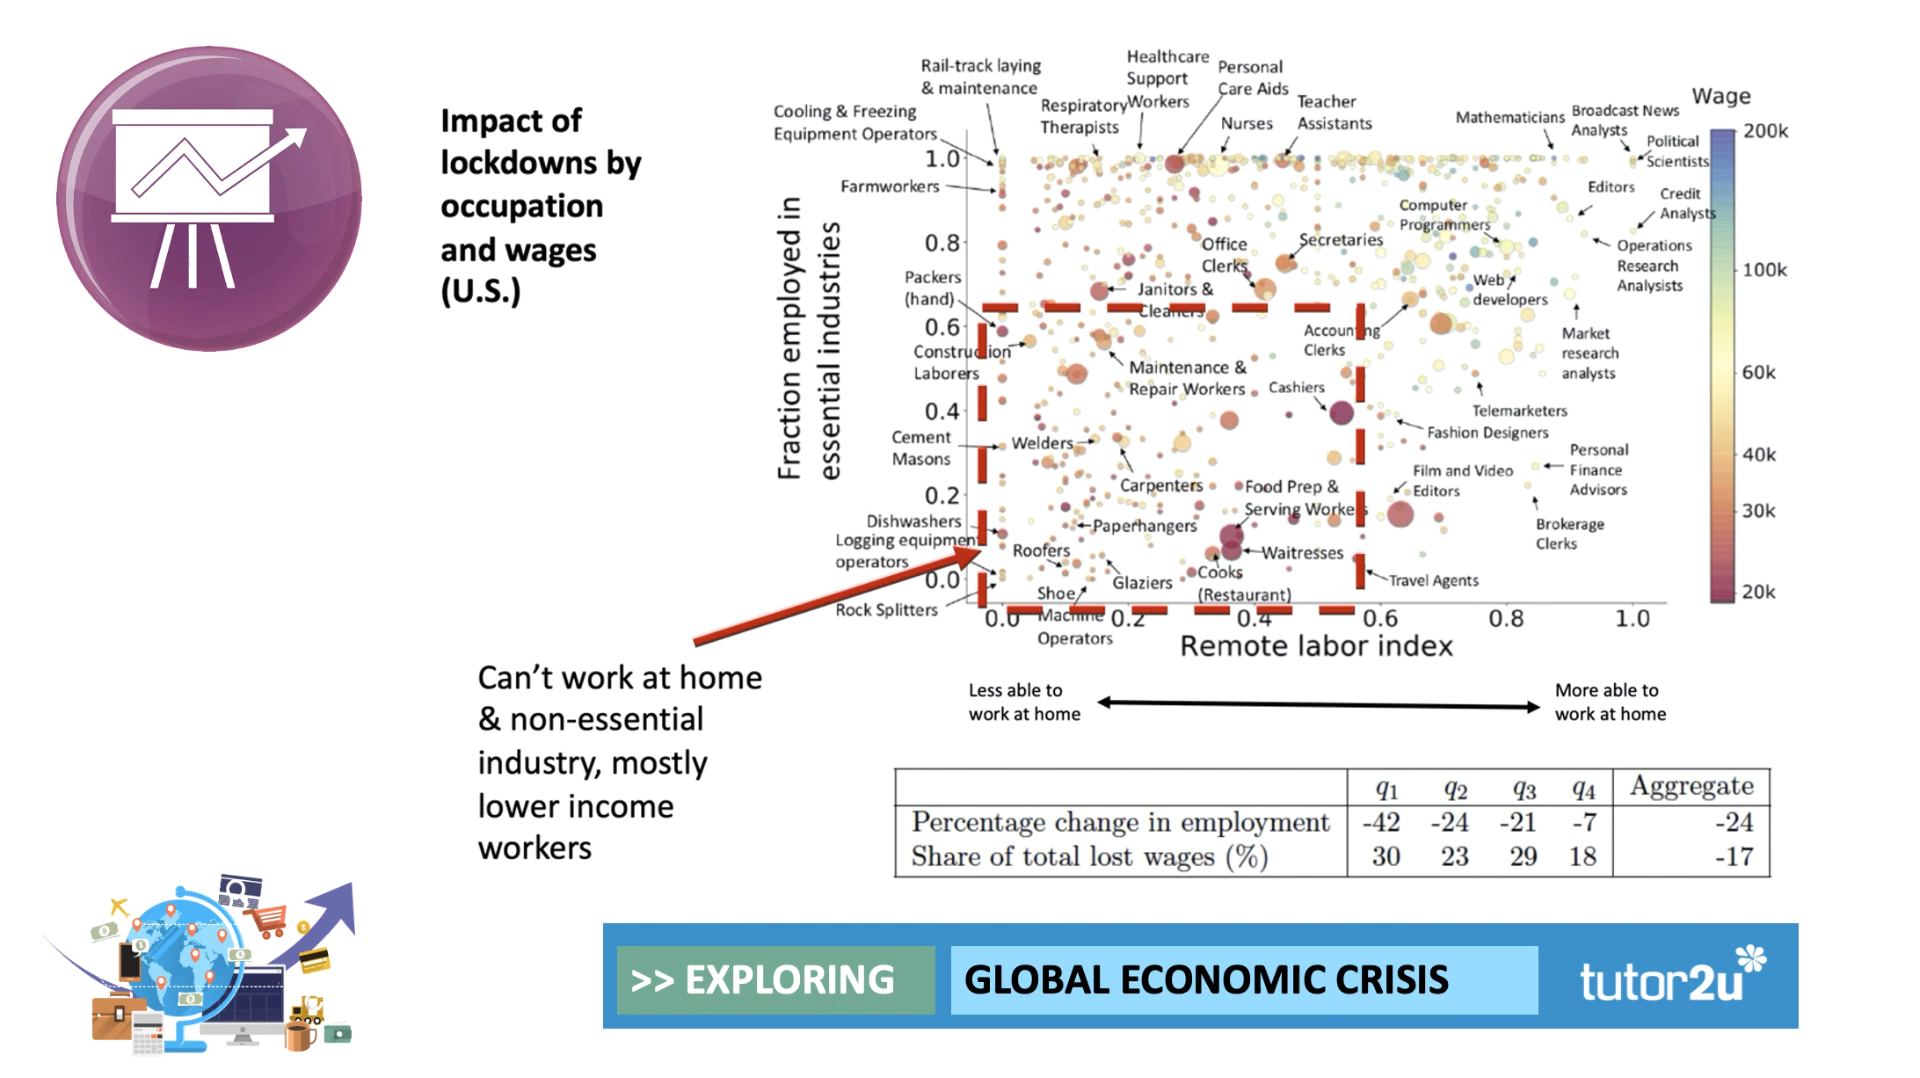 Impact of
lockdowns by
occupation
and wages
(U.S.)
Rail-track laying
& maintenance
Cooling & Freezing
Equipment Operators
Respiratory
Therapists
Healthcare
Support
Workers
Personal
Care Aids
Nurses
Teacher
Assistants
Mathematicians
Broadcast News
Analysts
Political
Scientists
Wage
200k
100k
60k
40k
30k
20k
Fraction employed in
essential industries
1.0
0.8
0.6
0.4
0.2
0.0
Farmworkers
Editors
Credit
Analysts
Computer
Programmers
Operations
Research
Analysists
Office
Clerks
Secretaries
Packers
(hand)
Janitors &
Cleaners
Web
developers
Construction
Laborers
Accounting
Clerks
Market
research
analysts
Maintenance &
Repair Workers
Cashiers
Telemarketers
Fashion Designers
Cement
Masons
Welders
Carpenters
Personal
Finance
Advisors
Film and Video
Editors
Food Prep &
Serving Workers
Brokerage
Clerks
Dishwashers
Paperhangers
Logging equipment
operators
Roofers
Waitresses
Glaziers
Cooks
(Restaurant)
Travel Agents
Rock Splitters
Shoe
Machine
Operators
0.0 0.2 0.4 0.6 0.8 1.0
Remote labor index
Less able to
work at home
More able to
work at home
Can’t work at home
& non-essential
industry, mostly
lower income
workers
q1 q2 q3 q4 Aggregate
Percentage change in employment -42 -24 -21 -7 -24
Share of total lost wages (%) 30 23 29 18 -17
>> EXPLORING GLOBAL ECONOMIC CRISIS
tutor2u